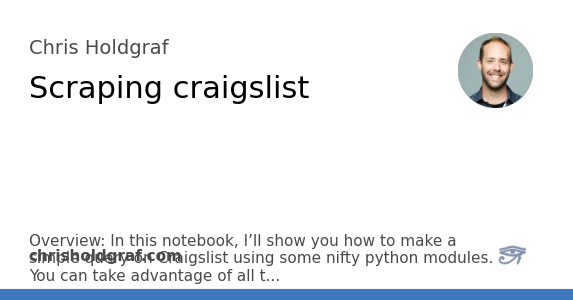 Chris Holdgraf
Scraping craigslist
Overview: In this notebook, I’ll show you how to make a
simple query on Craigslist using some nifty python modules.
chrisholdgraf.com
You can take advantage of all t…